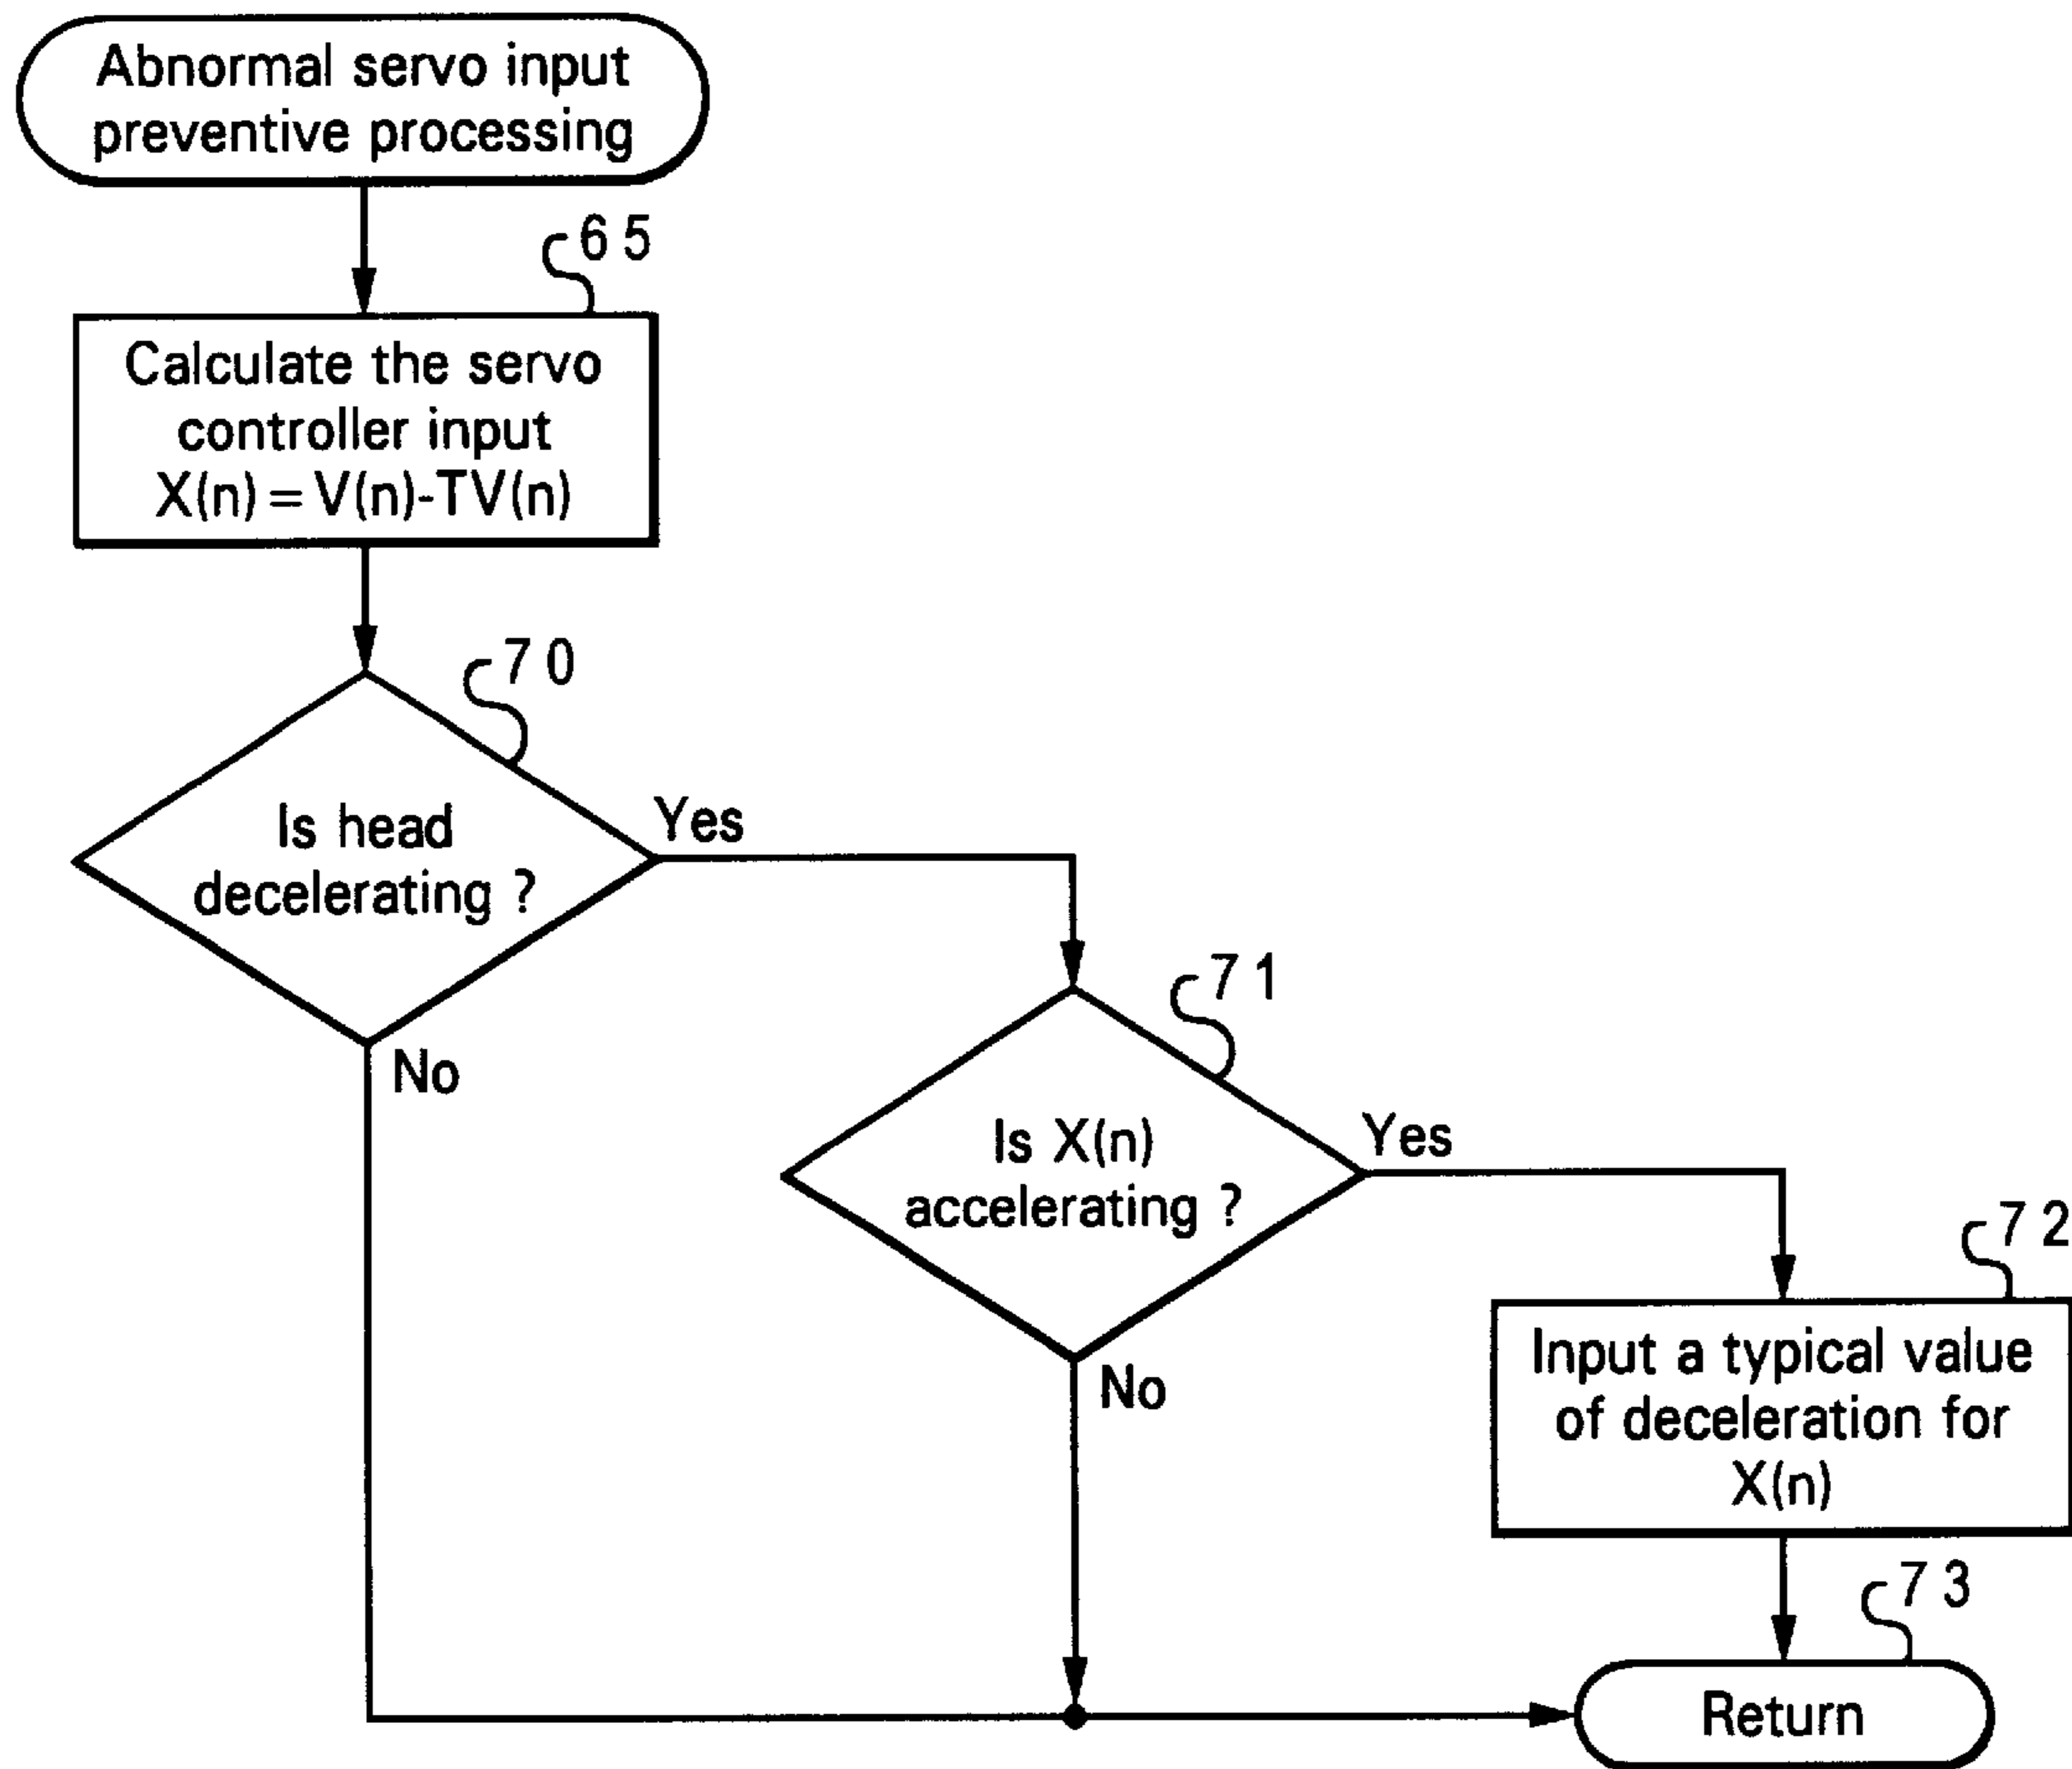 Abnormal servo input
preventive processing
65
Calculate the servo
controller input
X(n)=V(n)-TV(n)
70
Is head
decelerating ?
Yes
No
71
Is X(n)
accelerating ?
Yes
No
72
Input a typical value
of deceleration for
X(n)
73
Return